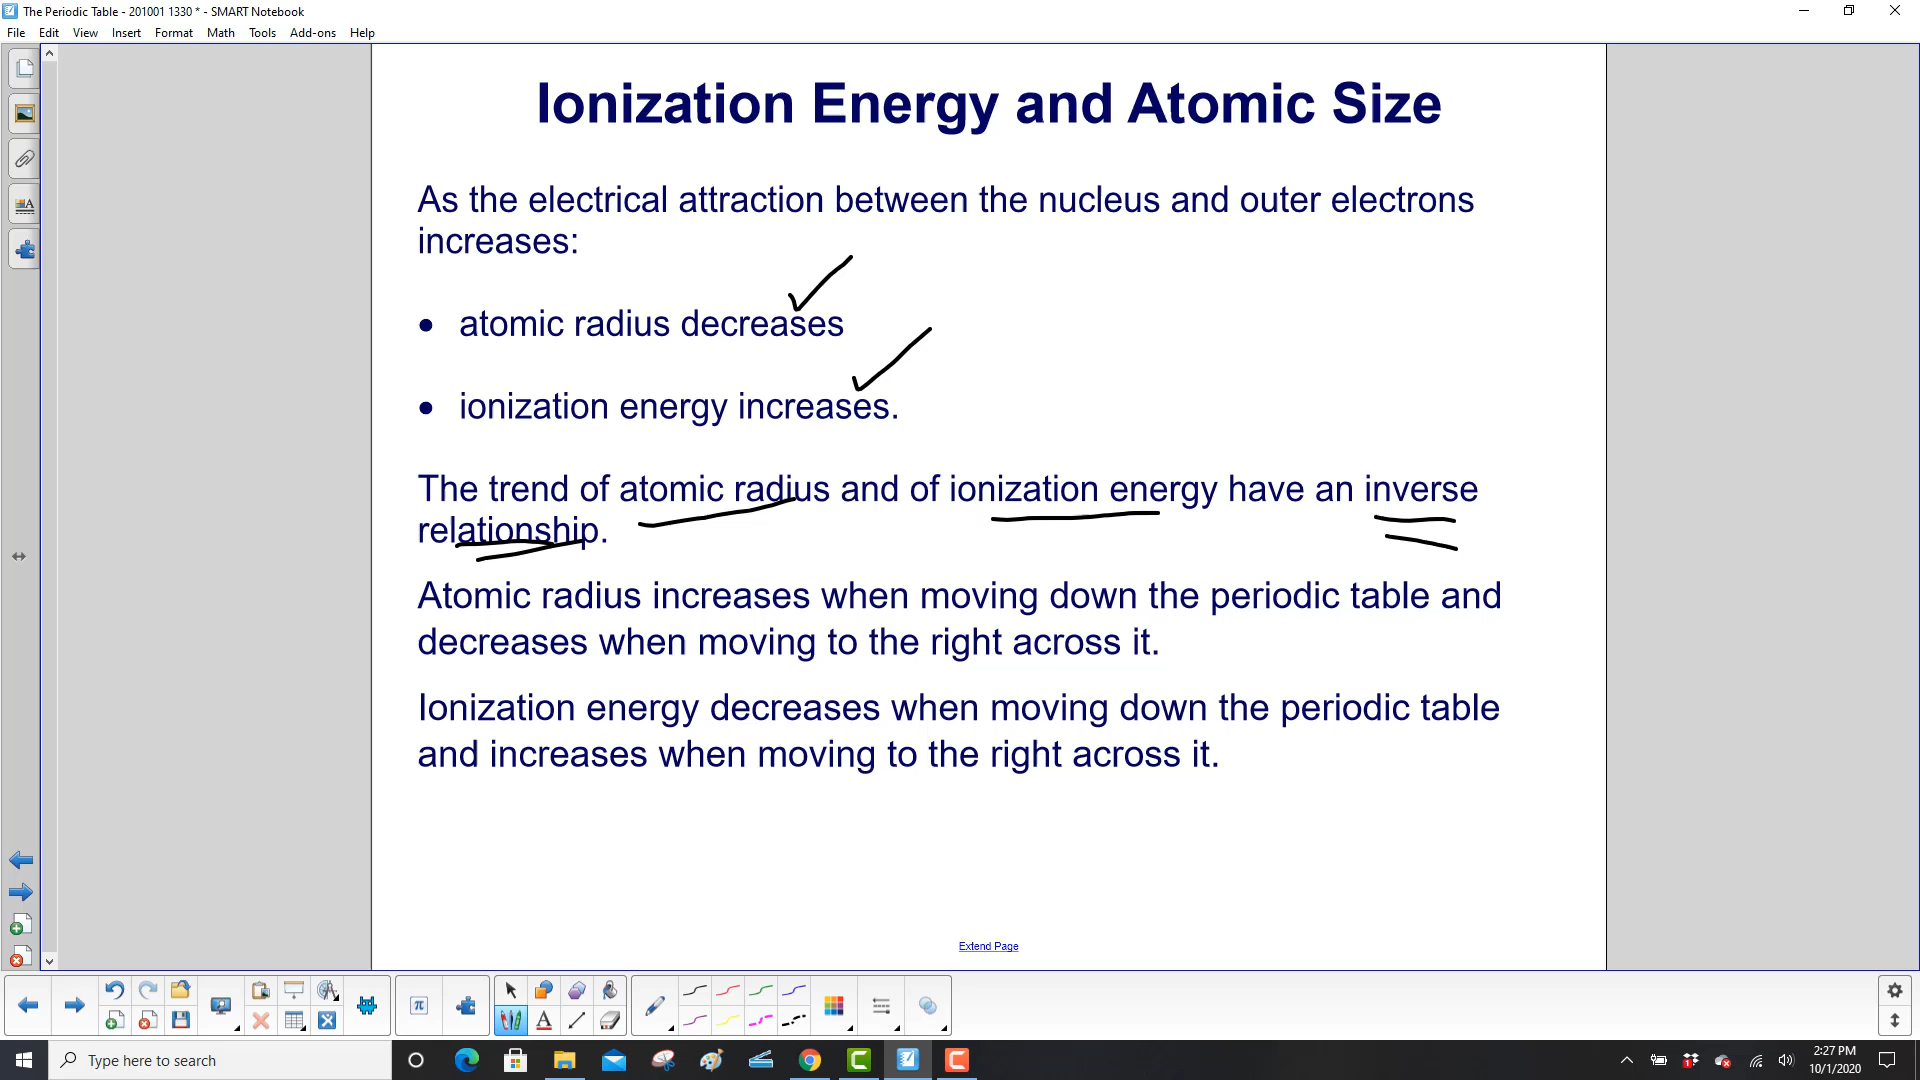 The Periodic Table - 201001 1330 * - SMART Notebook
File Edit View Insert Format Math Tools Add-ons Help
Ionization Energy and Atomic Size
As the electrical attraction between the nucleus and outer electrons
increases:
• atomic radius decreases
• ionization energy increases.
The trend of atomic radius and of ionization energy have an inverse
relationship.
Atomic radius increases when moving down the periodic table and
decreases when moving to the right across it.
Ionization energy decreases when moving down the periodic table
and increases when moving to the right across it.
Extend Page
Type here to search
2:27 PM
10/1/2020